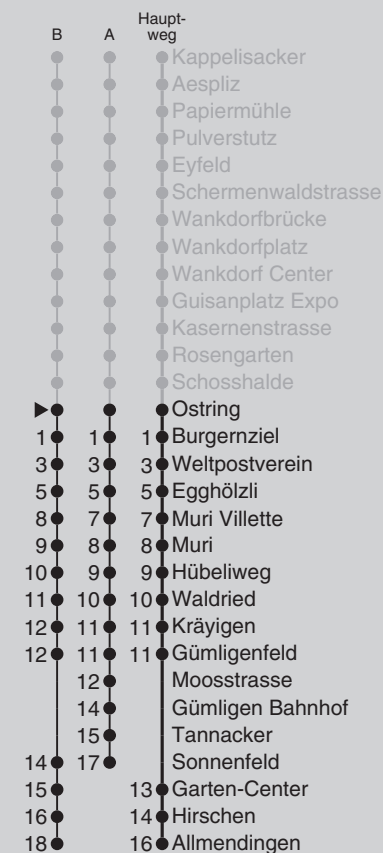 B A Haupt-
weg
Kappelisacker
Aespliz
Papiermühle
Pulverstutz
Eyfeld
Schermenwaldstrasse
Wankdorfbrücke
Wankdorfplatz
Wankdorf Center
Guisanplatz Expo
Kasernenstrasse
Rosengarten
Schosshalde
Ostring
1 1 1 Burgernziel
3 3 3 Weltpostverein
5 5 5 Egghölzli
8 7 7 Muri Villette
9 8 8 Muri
10 9 9 Hübeliweg
11 10 10 Waldried
12 11 11 Kräyigen
12 11 11 Gümligenfeld
12 Moosstrasse
14 Gümligen Bahnhof
15 Tannacker
14 17 Sonnenfeld
15 13 Garten-Center
16 14 Hirschen
18 16 Allmendingen